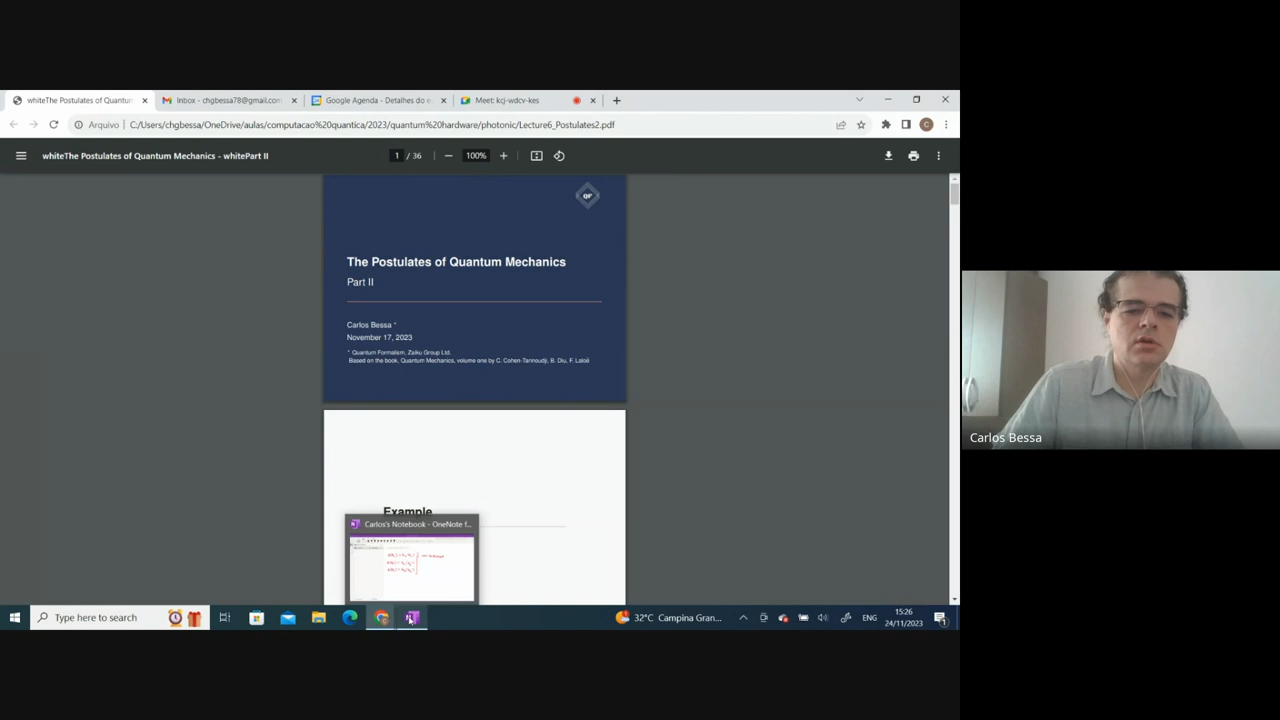 whiteThe Postulates of Quantum
Inbox - chgbessa78@gmail.com
Google Agenda - Detalhes do e
Meet: kcj-wdcv-kes
Arquivo
C:/Users/chgbessa/OneDrive/aulas/computacao%20quantica/2023/quantum%20hardware/photonic/Lecture6_Postulates2.pdf
C
whiteThe Postulates of Quantum Mechanics - whitePart II
1 / 36
100%
QF
The Postulates of Quantum Mechanics
Part II
Carlos Bessa *
November 17, 2023
* Quantum Formalism, Zaiku Group Ltd.
Based on the book, Quantum Mechanics, volume one by C. Cohen-Tannoudji, B. Diu, F. Laloë
Example
Carlos's Notebook - OneNote f...
Carlos Bessa
Type here to search
32°C Campina Gran...
ENG
15:26
24/11/2023
1